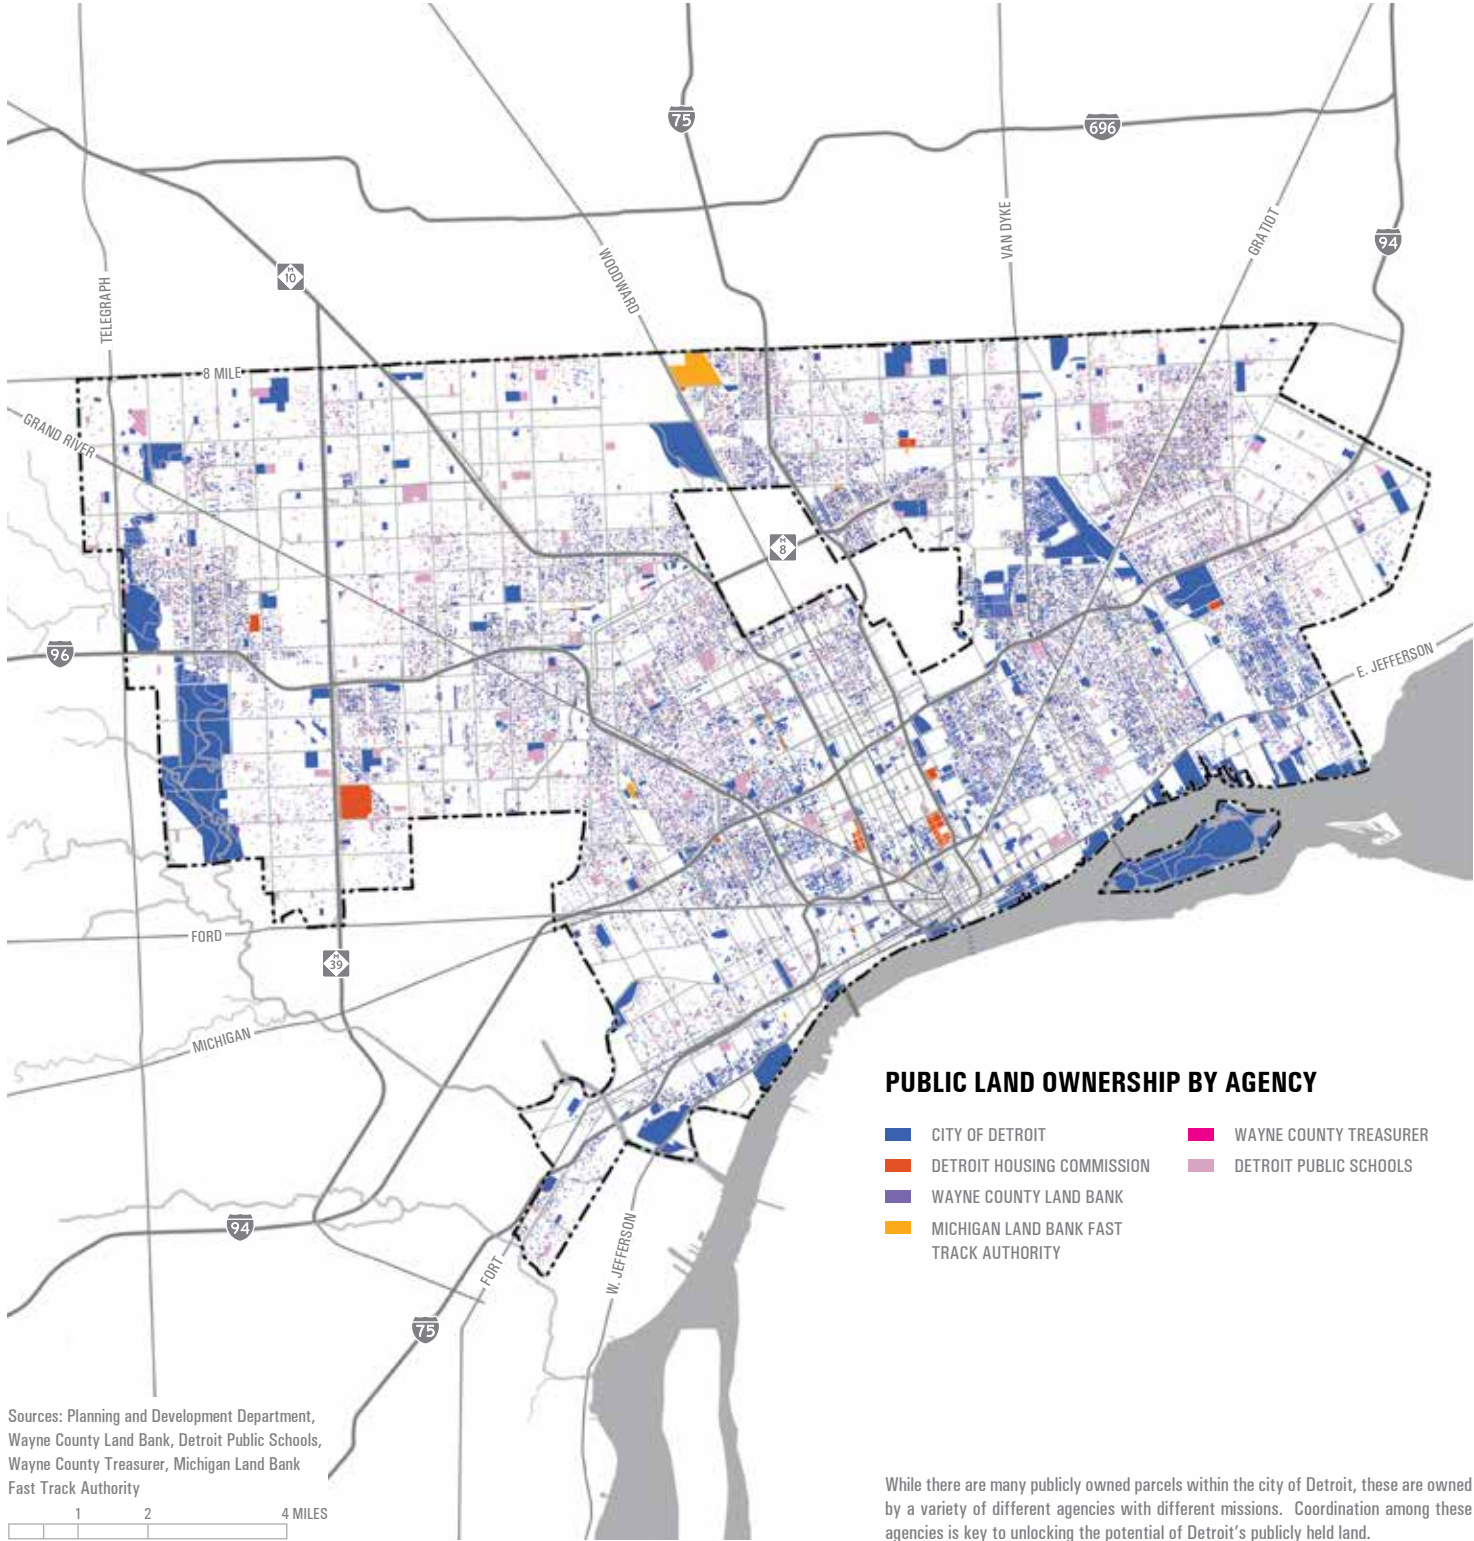 75
696
VAN DYKE
GRATIOT
94
WOODWARD
M
10
TELEGRAPH
8 MILE
GRAND RIVER
M
8
96
E. JEFFERSON
FORD
M
39
MICHIGAN
PUBLIC LAND OWNERSHIP BY AGENCY
CITY OF DETROIT
DETROIT HOUSING COMMISSION
WAYNE COUNTY LAND BANK
MICHIGAN LAND BANK FAST
TRACK AUTHORITY
WAYNE COUNTY TREASURER
DETROIT PUBLIC SCHOOLS
94
FORT
W. JEFFERSON
75
Sources: Planning and Development Department,
Wayne County Land Bank, Detroit Public Schools,
Wayne County Treasurer, Michigan Land Bank
Fast Track Authority
1 2 4 MILES
While there are many publicly owned parcels within the city of Detroit, these are owned
by a variety of different agencies with different missions. Coordination among these
agencies is key to unlocking the potential of Detroit's publicly held land.